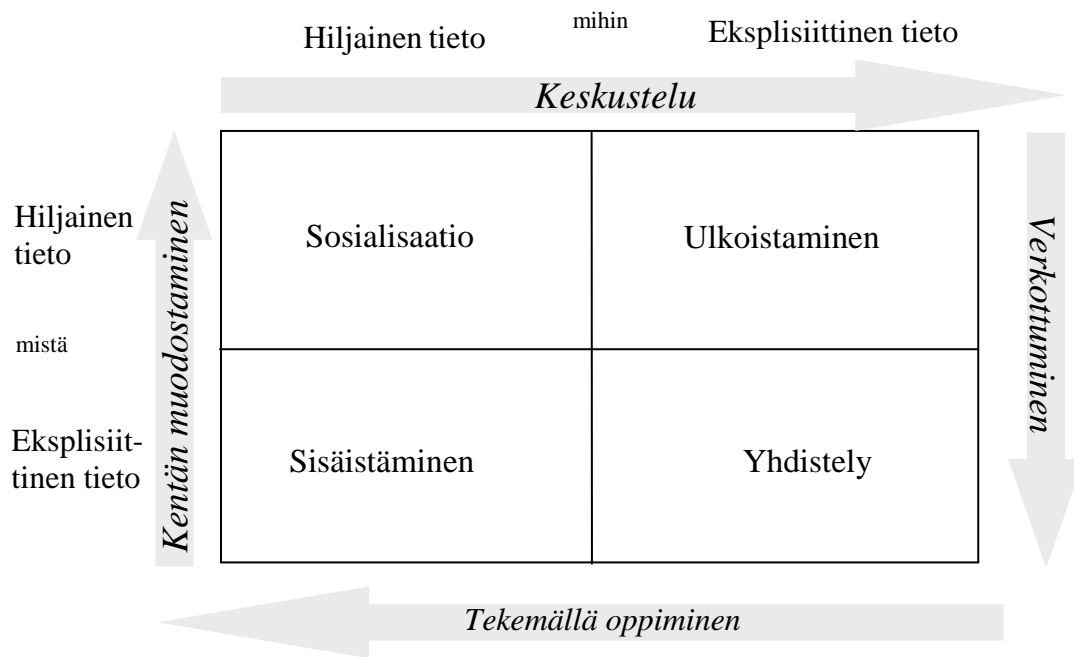 mihin
Hiljainen tieto
Eksplisiittinen tieto
Keskustelu
Hiljainen
tieto
Kentän muodostaminen
Sosialisaatio
Ulkoistaminen
Verkottuminen
mistä
Eksplisiit-
tinen tieto
Sisäistäminen
Yhdistely
Tekemällä oppiminen